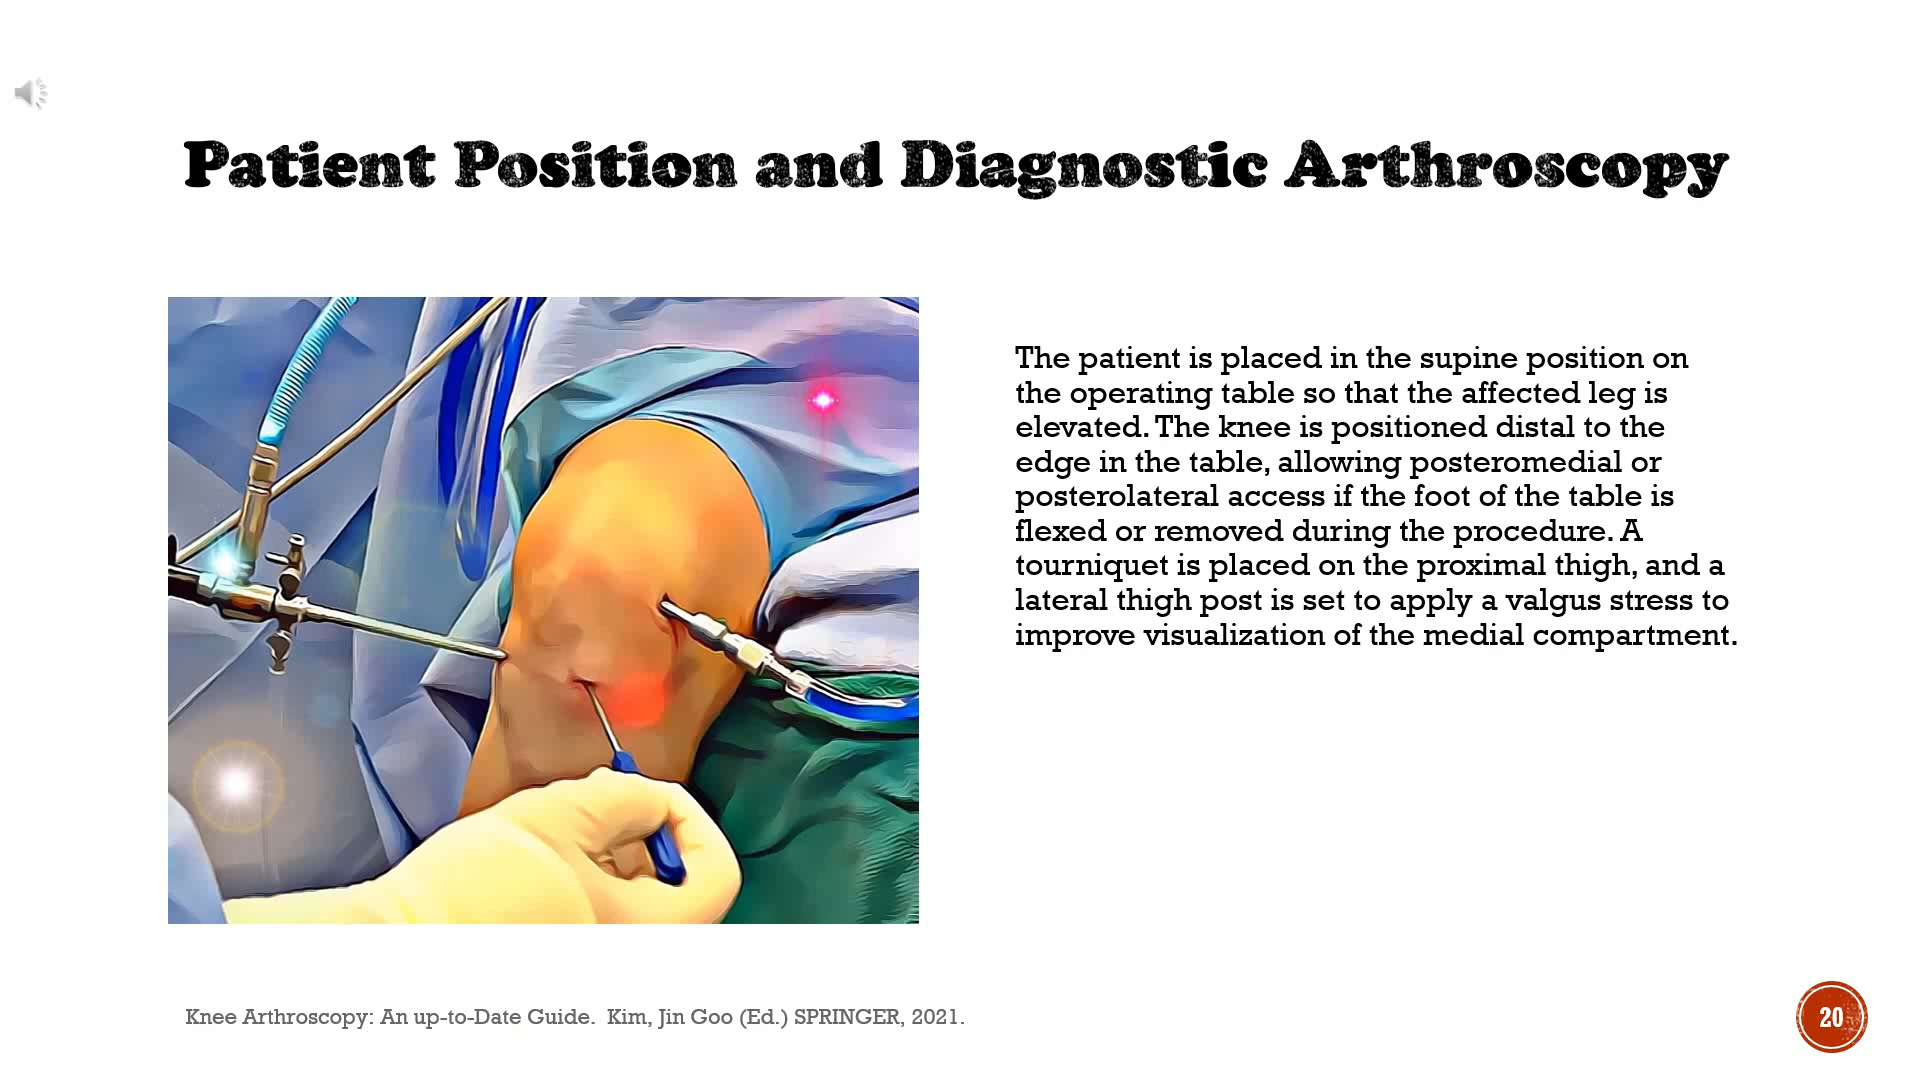 Patient Position and Diagnostic Arthroscopy
The patient is placed in the supine position on
the operating table so that the affected leg is
elevated. The knee is positioned distal to the
edge in the table, allowing posteromedial or
posterolateral access if the foot of the table is
flexed or removed during the procedure. A
tourniquet is placed on the proximal thigh, and a
lateral thigh post is set to apply a valgus stress to
improve visualization of the medial compartment.
Knee Arthroscopy: An up-to-Date Guide. Kim, Jin Goo (Ed.) SPRINGER, 2021.
20